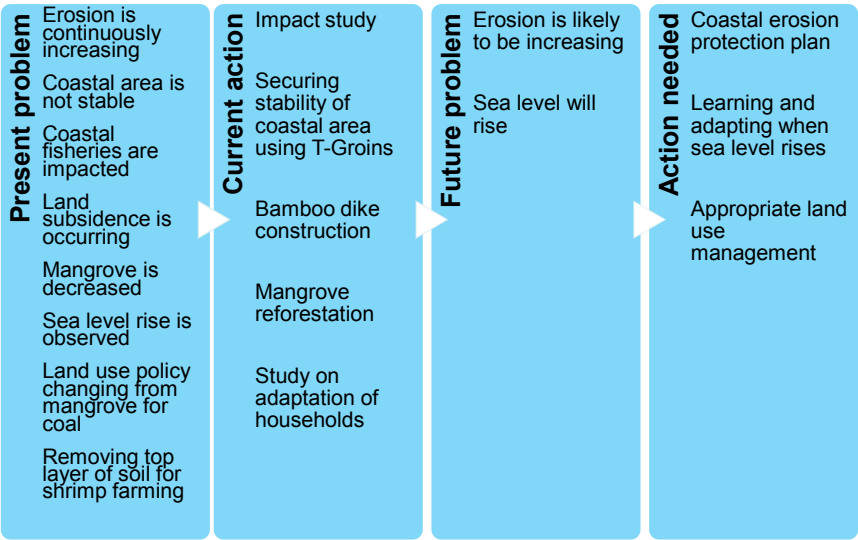 Present problem
Erosion is
continuously
increasing
Coastal area is
not stable
Coastal
fisheries are
impacted
Land
subsidence is
occurring
Mangrove is
decreased
Sea level rise is
observed
Land use policy
changing from
mangrove for
coal
Removing top
layer of soil for
shrimp farming
Current action
Impact study
Securing
stability of
coastal area
using T-Groins
Bamboo dike
construction
Mangrove
reforestation
Study on
adaptation of
households
Future problem
Erosion is likely
to be increasing
Sea level will
rise
Action needed
Coastal erosion
protection plan
Learning and
adapting when
sea level rises
Appropriate land
use
management